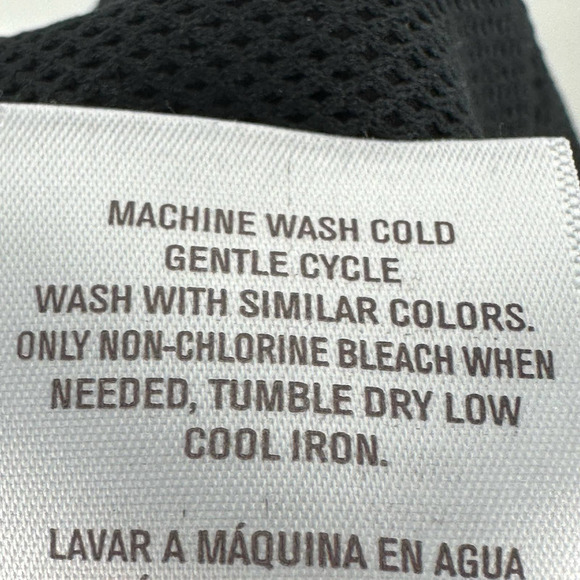 MACHINE WASH COLD
GENTLE CYCLE
WASH WITH SIMILAR COLORS.
ONLY NON-CHLORINE BLEACH WHEN
NEEDED, TUMBLE DRY LOW
COOL IRON.
LAVAR A MÁQUINA EN AGUA